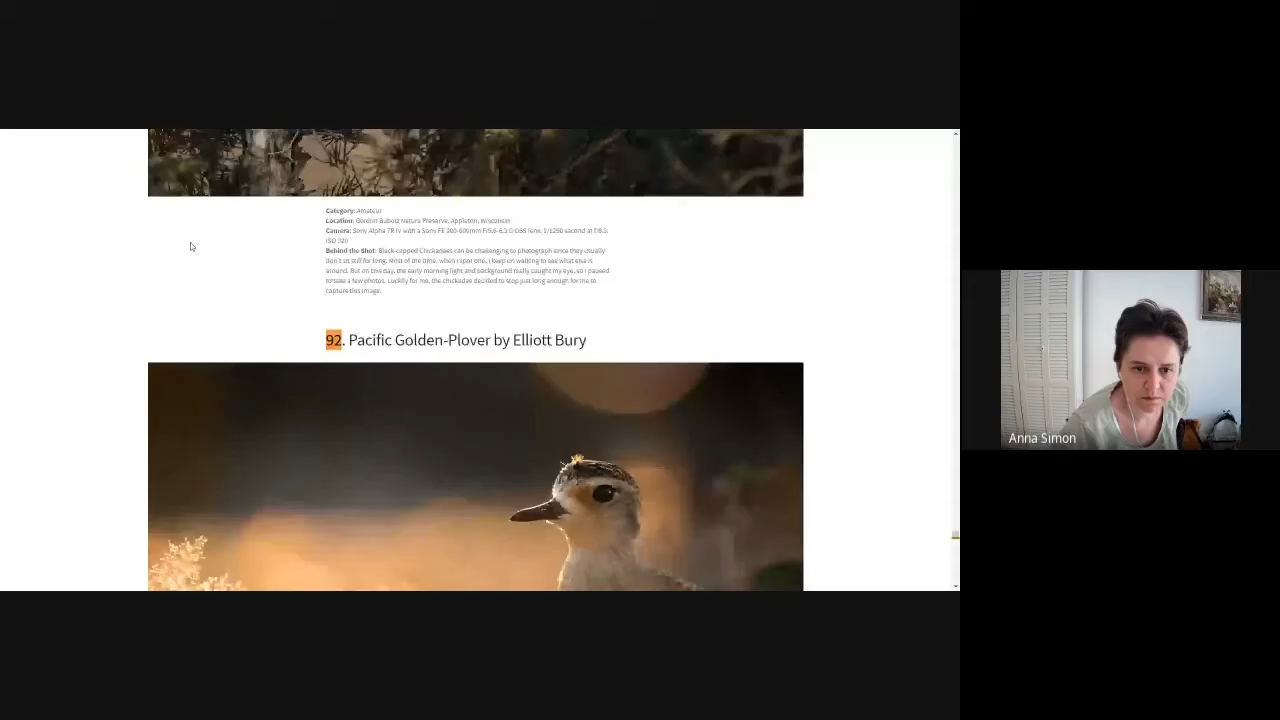 Category: Amateur
Location: Gordon Bubolz Nature Preserve, Appleton, Wisconsin
Camera: Sony Alpha 7R IV with a Sony FE 200-600mm F/5.6-6.3 G OSS lens; 1/1250 second at f/6.3;
ISO 320
Behind the Shot: Black-capped Chickadees can be challenging to photograph since they usually
don't sit still for long. Most of the time, when I spot one, I keep on walking to see what else is
around. But on this day, the early morning light and background really caught my eye, so I paused
to take a few photos. Luckily for me, the chickadee decided to stop just long enough for me to
capture this image.
92. Pacific Golden-Plover by Elliott Bury
Anna Simon